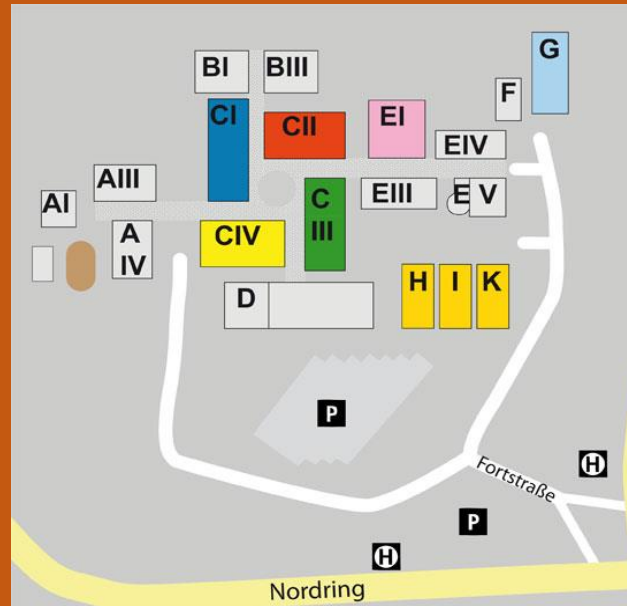 G
BI
BIII
F
CI
CII
EI
EIV
AIII
AI
C
III
EIII
E V
A
IV
CIV
D
H
I
K
P
Fortstraße
H
P
H
Nordring